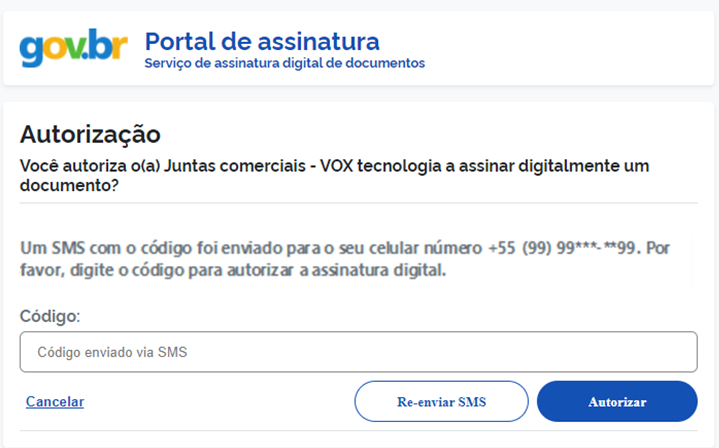 gov.br
Portal de assinatura
Serviço de assinatura digital de documentos
Autorização
Você autoriza o(a) Juntas comerciais - VOX tecnologia a assinar digitalmente um
documento?
Um SMS com o código foi enviado para o seu celular número +55 (99) 99***-**99. Por
favor, digite o código para autorizar a assinatura digital.
Código:
Código enviado via SMS
Cancelar
Re-enviar SMS
Autorizar